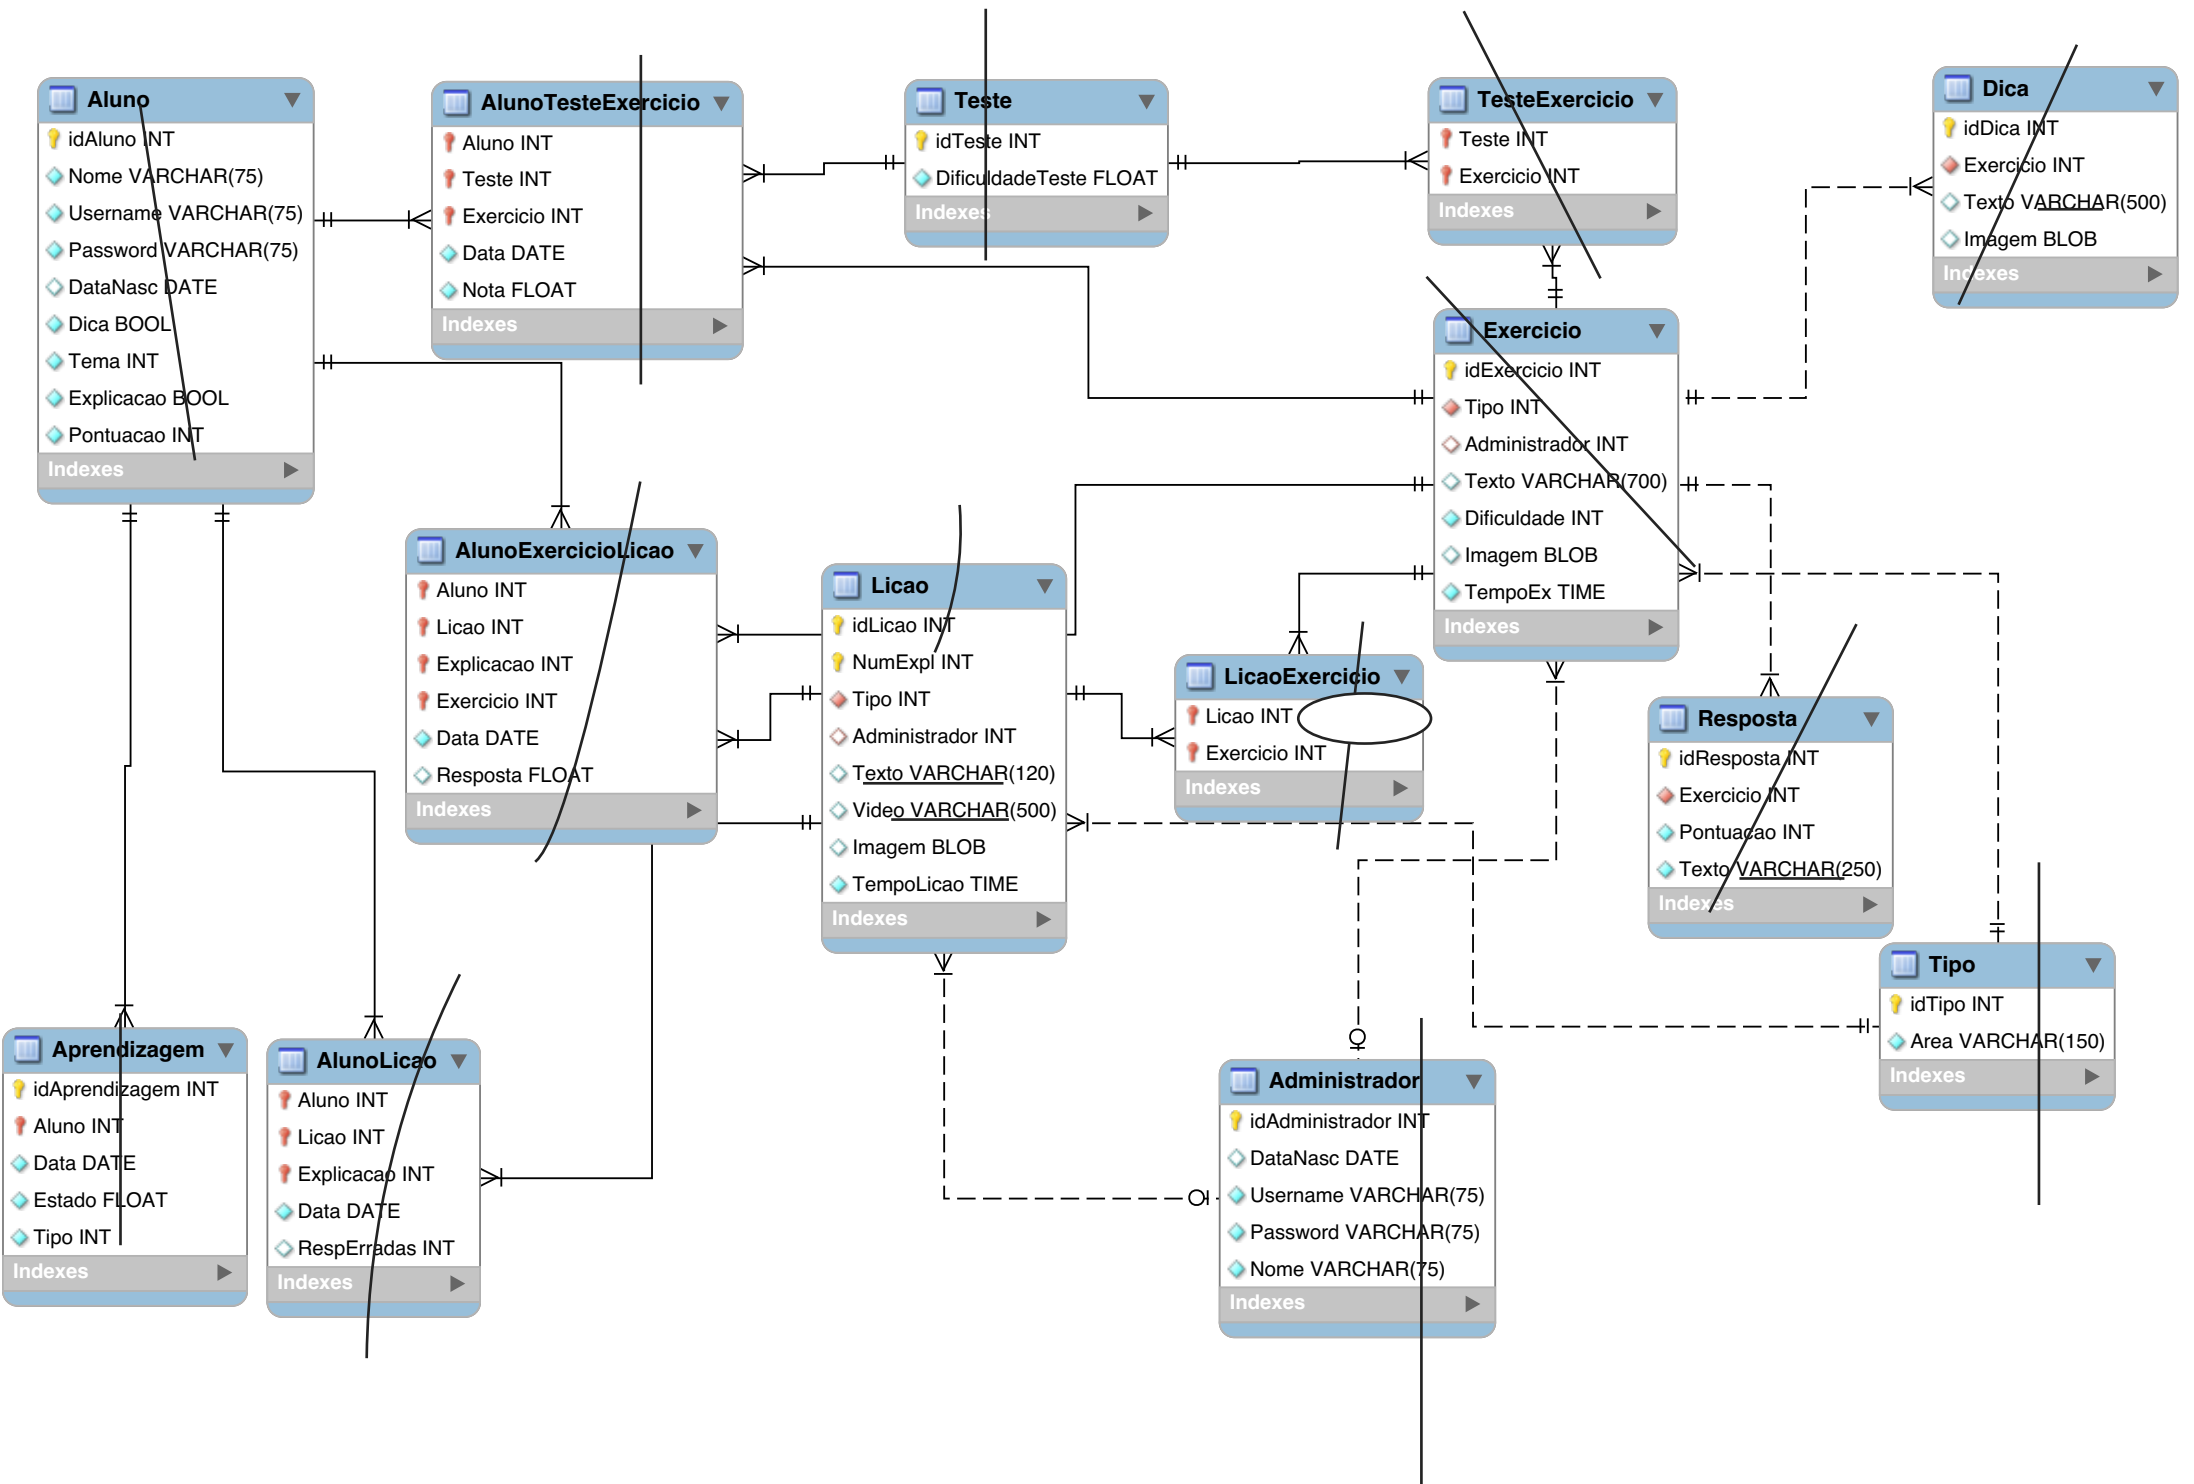 Aluno
idAluno INT
Nome VARCHAR(75)
Username VARCHAR(75)
Password VARCHAR(75)
DataNasc DATE
Dica BOOL
Tema INT
Explicacao BOOL
Pontuacao INT
Indexes
AlunoTesteExercicio
Aluno INT
Teste INT
Exercicio INT
Data DATE
Nota FLOAT
Indexes
Teste
idTeste INT
DificuldadeTeste FLOAT
Indexes
TesteExercicio
Teste INT
Exercicio INT
Indexes
Dica
idDica INT
Exercicio INT
Texto VARCHAR(500)
Imagem BLOB
Indexes
Exercicio
idExercicio INT
Tipo INT
Administrador INT
Texto VARCHAR(700)
Dificuldade INT
Imagem BLOB
TempoEx TIME
Indexes
AlunoExercicioLicao
Aluno INT
Licao INT
Explicacao INT
Exercicio INT
Data DATE
Resposta FLOAT
Indexes
Licao
idLicao INT
NumExpl INT
Tipo INT
Administrador INT
Texto VARCHAR(120)
Video VARCHAR(500)
Imagem BLOB
TempoLicao TIME
Indexes
LicaoExercicio
Licao INT
Exercicio INT
Indexes
Resposta
idResposta INT
Exercicio INT
Pontuacao INT
Texto VARCHAR(250)
Indexes
Tipo
idTipo INT
Area VARCHAR(150)
Indexes
Aprendizagem
idAprendizagem INT
Aluno INT
Data DATE
Estado FLOAT
Tipo INT
Indexes
AlunoLicao
Aluno INT
Licao INT
Explicacao INT
Data DATE
RespErradas INT
Indexes
Administrador
idAdministrador INT
DataNasc DATE
Username VARCHAR(75)
Password VARCHAR(75)
Nome VARCHAR(75)
Indexes